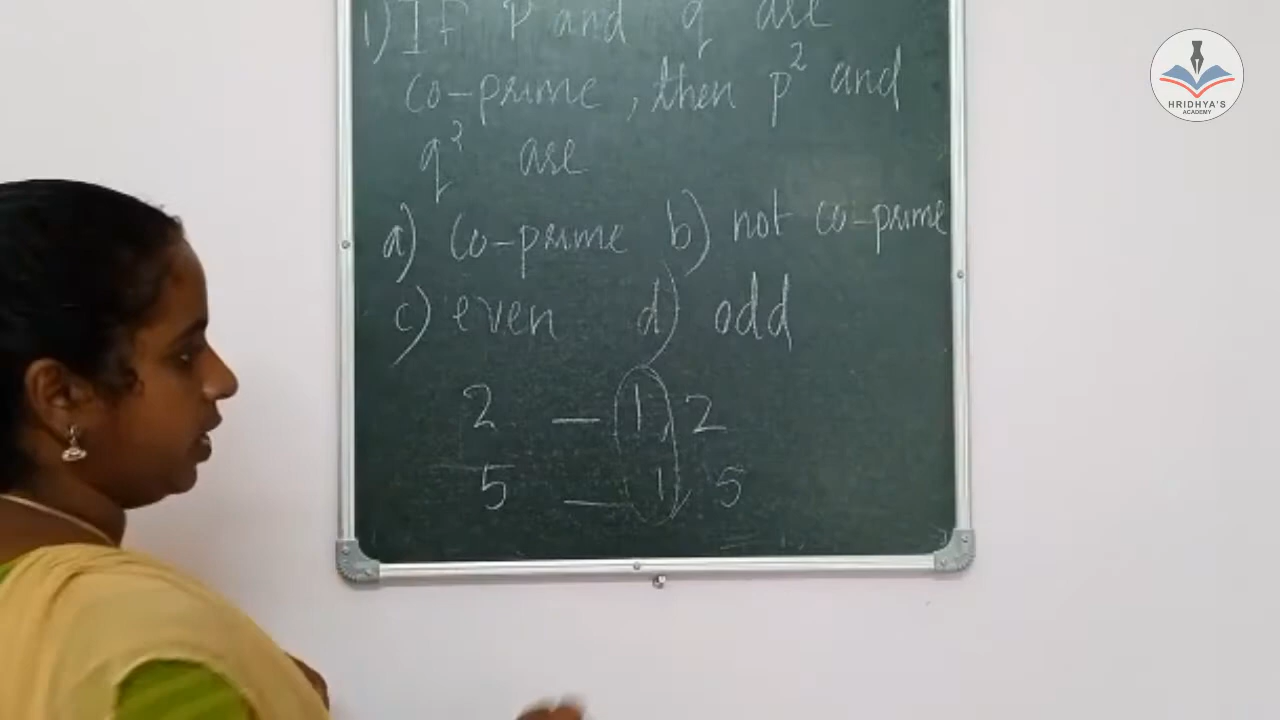 1) If p and q are
co-prime, then p² and
q² are
a) co-prime b) not co-prime
c) even d) odd
2 — 1, 2
5 — 1, 5
HRIDHYA'S
ACADEMY